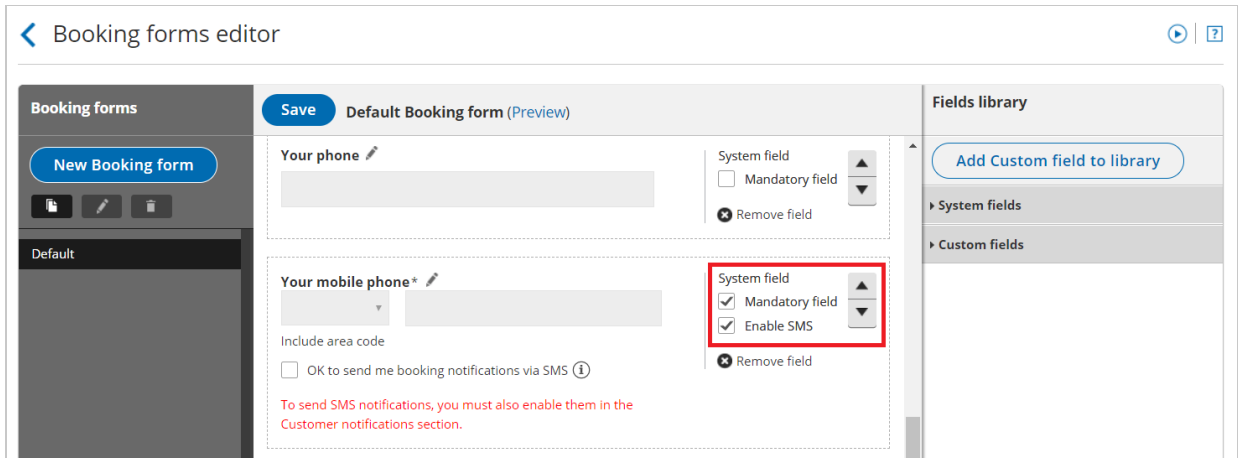 Booking forms editor
Booking forms
Save
Default Booking form (Preview)
Fields library
New Booking form
Default
Your phone
System field
Mandatory field
Remove field
Your mobile phone*
Include area code
OK to send me booking notifications via SMS
To send SMS notifications, you must also enable them in the
Customer notifications section.
System field
Mandatory field
Enable SMS
Remove field
Add Custom field to library
System fields
Custom fields